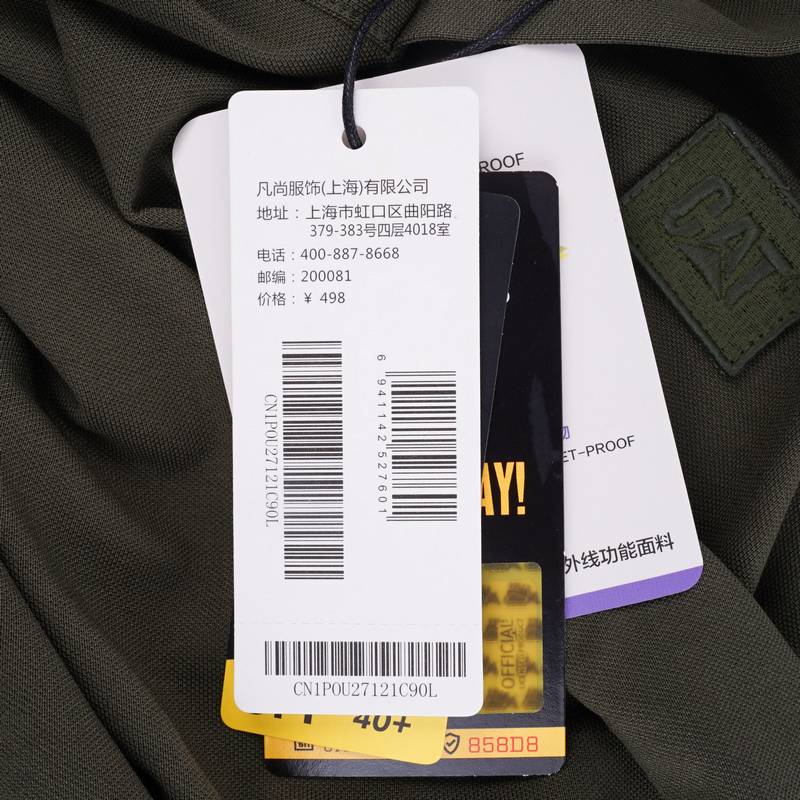 凡尚服饰(上海)有限公司
地址：上海市虹口区曲阳路
379-383号四层4018室
电话：400-887-8668
邮编：200081
价格：￥ 498
CN1POU27121C90L
6 941142 527601
CN1POU27121C90L
CAT
ET-PROOF
AY!
外线功能面料
OFFICIAL
LICENSED PRODUCT
40+
858D8